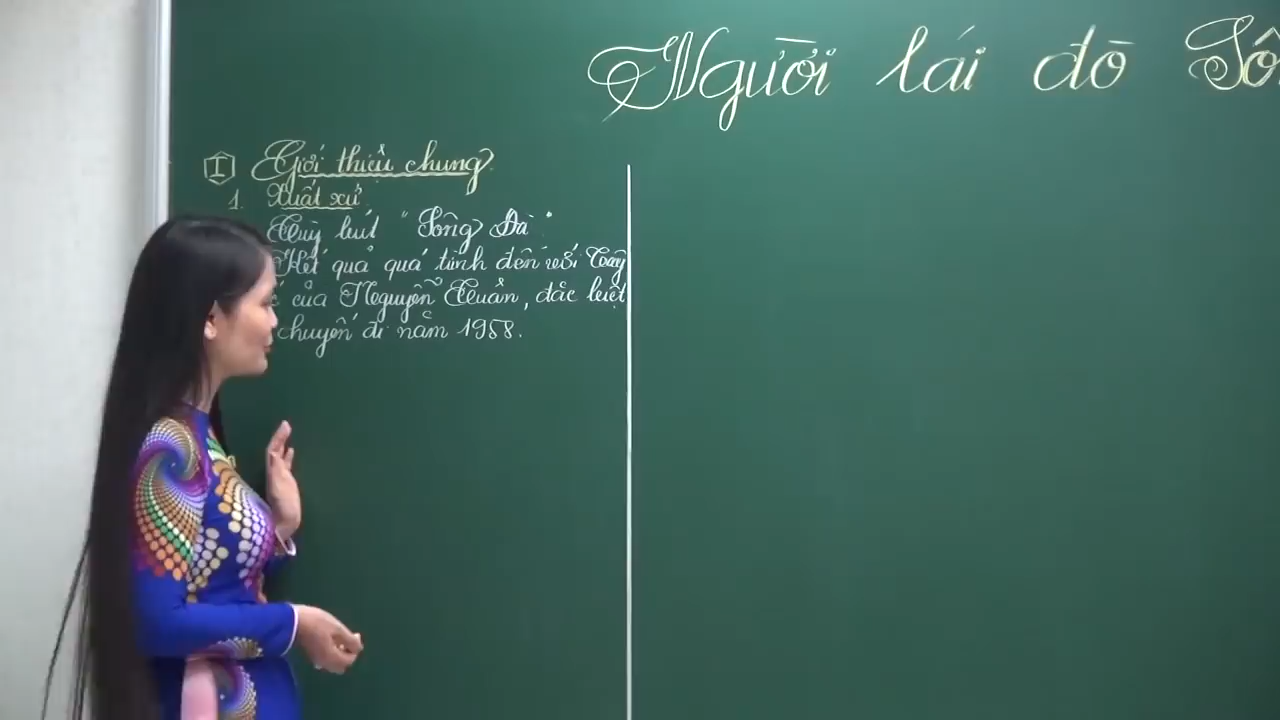 Người lái đò Sô
I Giới thiệu chung
1. Xuất xứ
Tuỳ bút "Sông Đà"
Kết quả quá trình đến với Tây
của Nguyễn Tuân, đặc biệt
chuyến đi năm 1958.